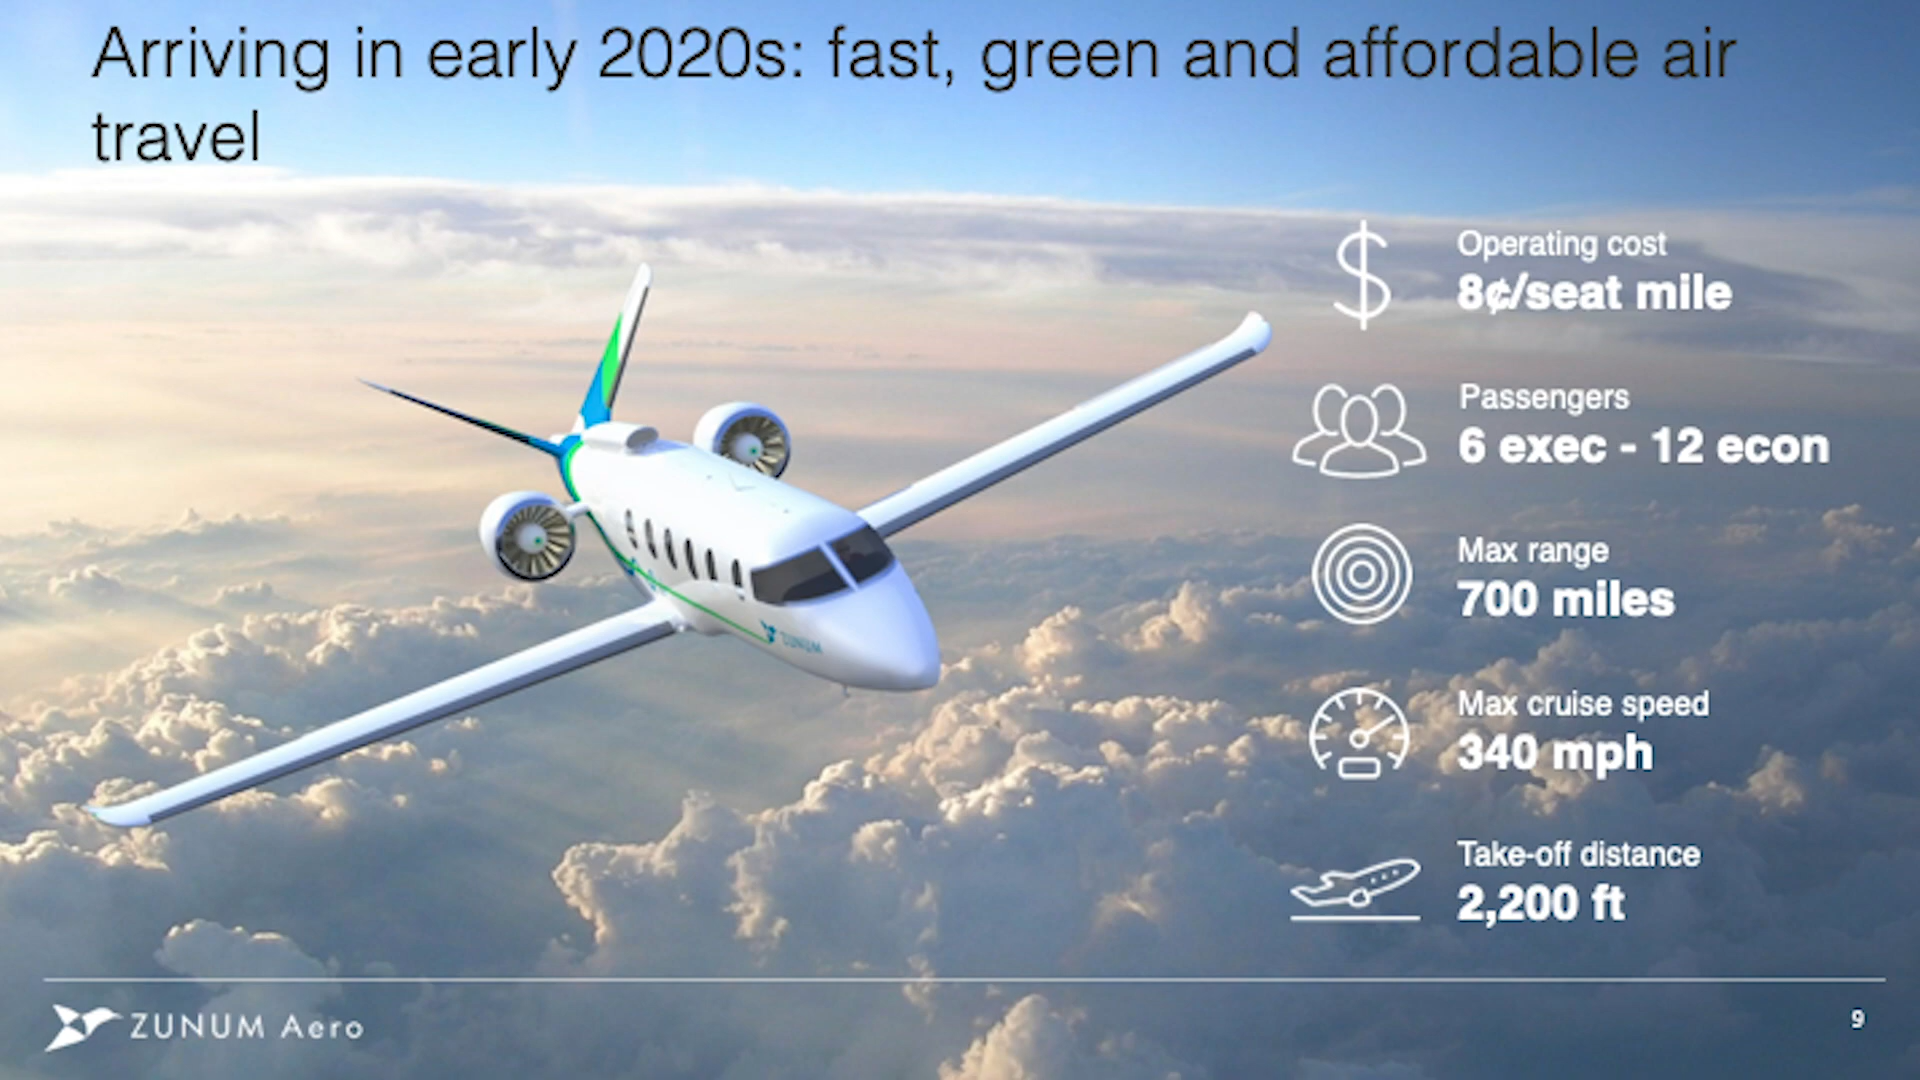 Arriving in early 2020s: fast, green and affordable air
travel
Operating cost
8¢/seat mile
Passengers
6 exec - 12 econ
Max range
700 miles
Max cruise speed
340 mph
Take-off distance
2,200 ft
ZUNUM
ZUNUM Aero
9